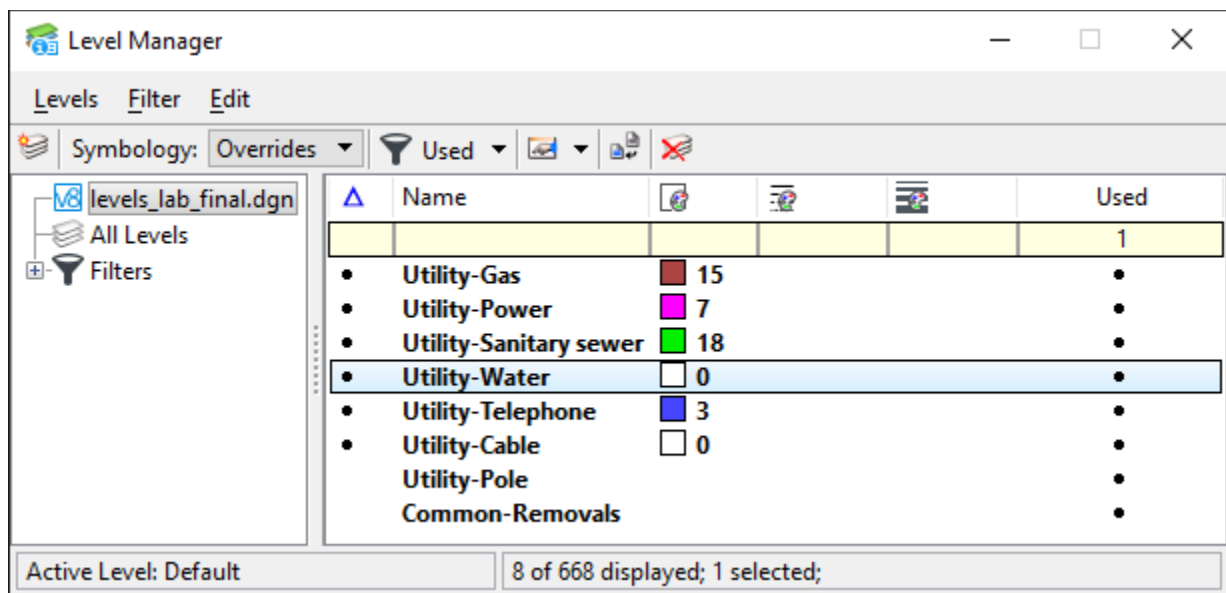 Level Manager
Levels Filter Edit
Symbology: Overrides Used
levels_lab_final.dgn
All Levels
Filters
Name Used
1
Utility-Gas 15
Utility-Power 7
Utility-Sanitary sewer 18
Utility-Water 0
Utility-Telephone 3
Utility-Cable 0
Utility-Pole
Common-Removals
Active Level: Default 8 of 668 displayed; 1 selected;